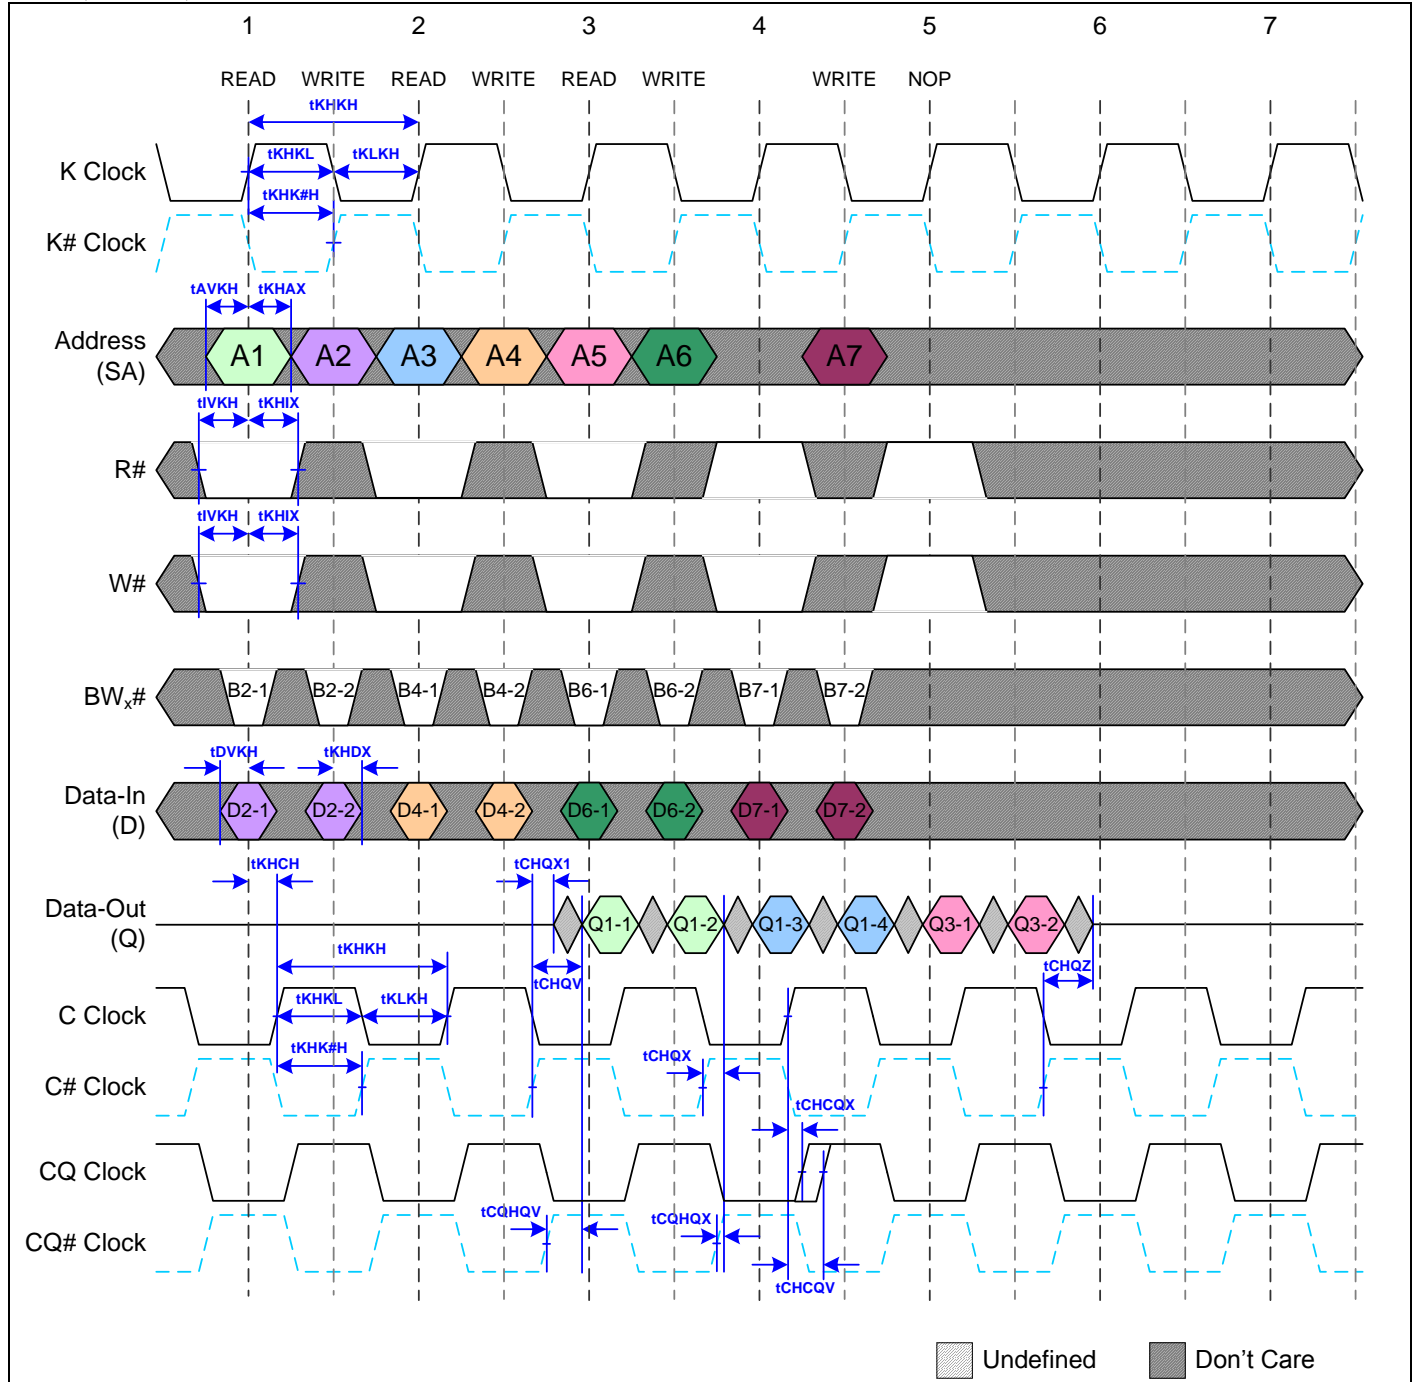 1 2 3 4 5 6 7
READ WRITE READ WRITE READ WRITE WRITE NOP
tKHKH
K Clock tKHKL tKLKH
tKHK#H
K# Clock
tAVKH tKHAX
Address (SA) A1 A2 A3 A4 A5 A6 A7
tIVKH tKHIX
R#
tIVKH tKHIX
W#
BWx# B2-1 B2-2 B4-1 B4-2 B6-1 B6-2 B7-1 B7-2
tDVKH tKHDX
Data-In (D) D2-1 D2-2 D4-1 D4-2 D6-1 D6-2 D7-1 D7-2
tKHCH tCHQX1
Data-Out (Q) Q1-1 Q1-2 Q1-3 Q1-4 Q3-1 Q3-2
tKHKH tCHQV tCHQZ
C Clock tKHKL tKLKH
tKHK#H tCHQX
C# Clock
tCHCQX
CQ Clock
tCQHQV tCQHQX
CQ# Clock
tCHCQV
Undefined Don't Care